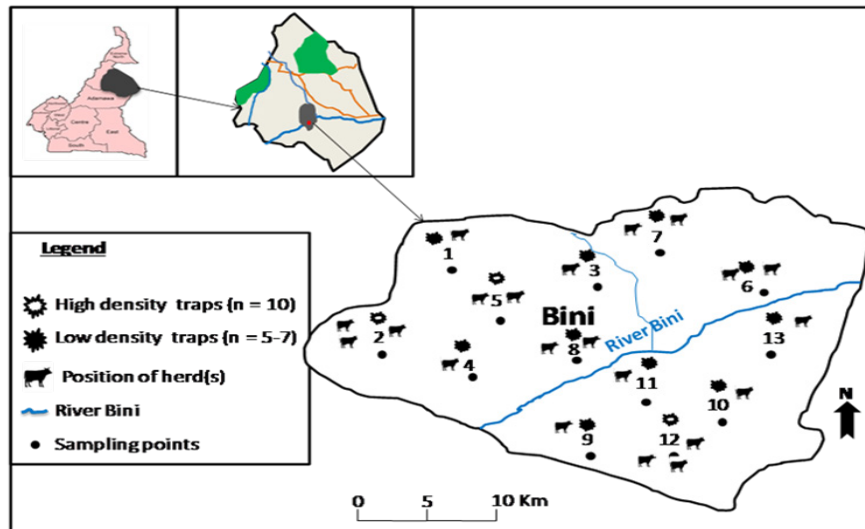 Adamawa
Centre
East
South
Legend
High density traps (n = 10)
Low density traps (n = 5-7)
Position of herd(s)
River Bini
Sampling points
1
2
3
4
5
6
7
8
9
10
11
12
13
Bini
River Bini
N
0 5 10 Km